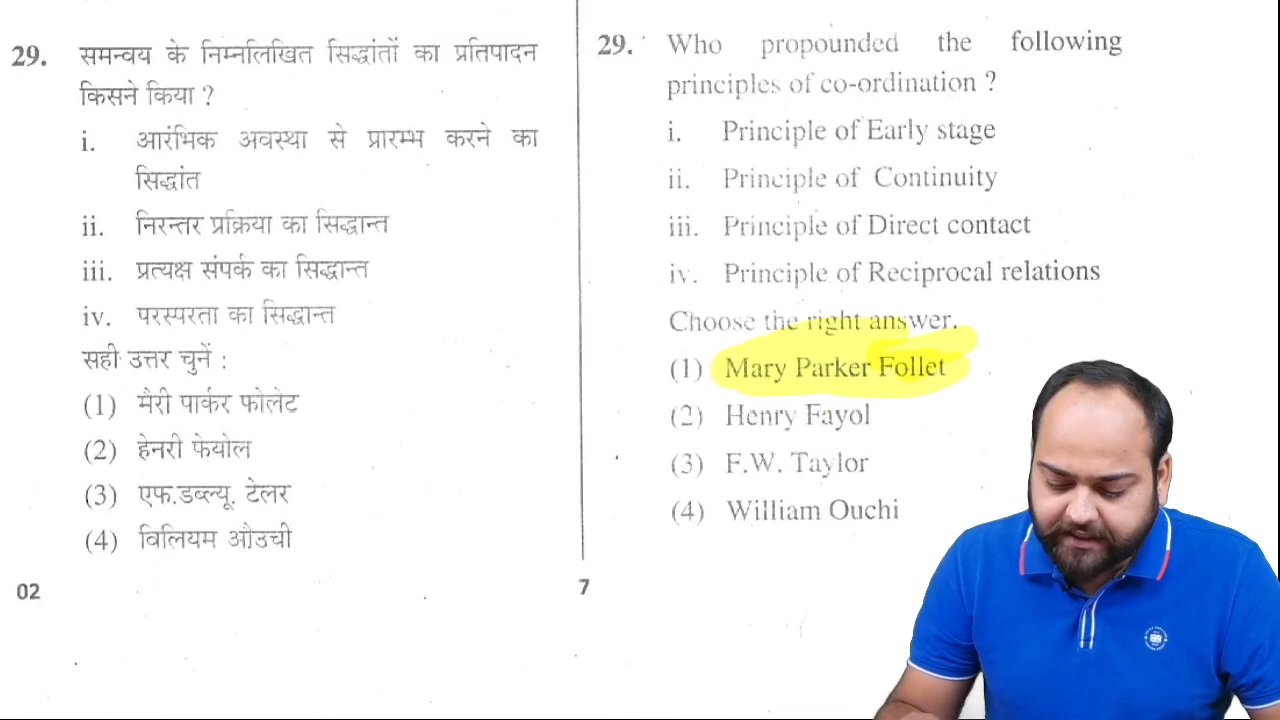 29. समन्वय के निम्नलिखित सिद्धांतों का प्रतिपादन
किसने किया ?
i. आरंभिक अवस्था से प्रारम्भ करने का
सिद्धांत
ii. निरन्तर प्रक्रिया का सिद्धान्त
iii. प्रत्यक्ष संपर्क का सिद्धान्त
iv. परस्परता का सिद्धान्त
सही उत्तर चुनें :
(1) मैरी पार्कर फोलेट
(2) हेनरी फेयोल
(3) एफ.डब्ल्यू. टेलर
(4) विलियम औउची
02
7
29. Who propounded the following
principles of co-ordination ?
i. Principle of Early stage
ii. Principle of Continuity
iii. Principle of Direct contact
iv. Principle of Reciprocal relations
Choose the right answer.
(1) Mary Parker Follet
(2) Henry Fayol
(3) F.W. Taylor
(4) William Ouchi